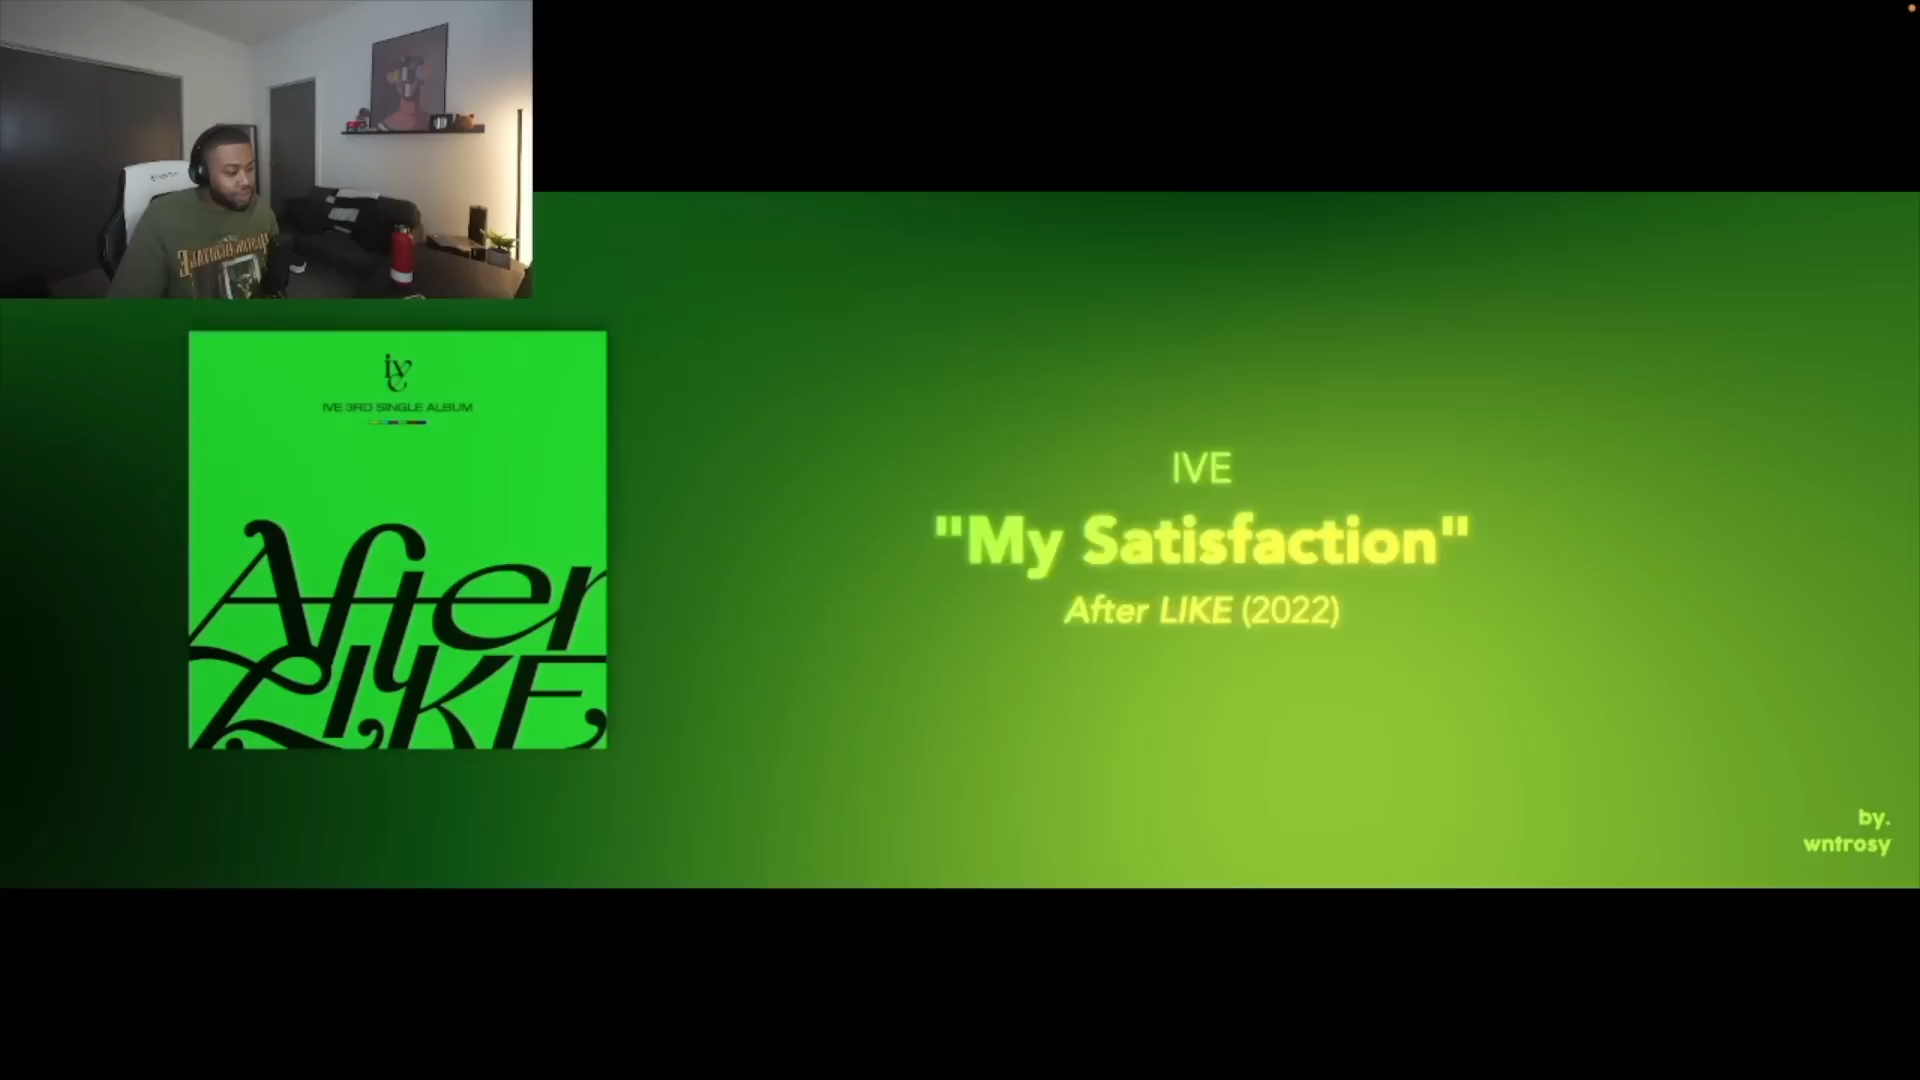 ive
IVE 3RD SINGLE ALBUM
After
LIKE
IVE
"My Satisfaction"
After LIKE (2022)
by.
wntrosy